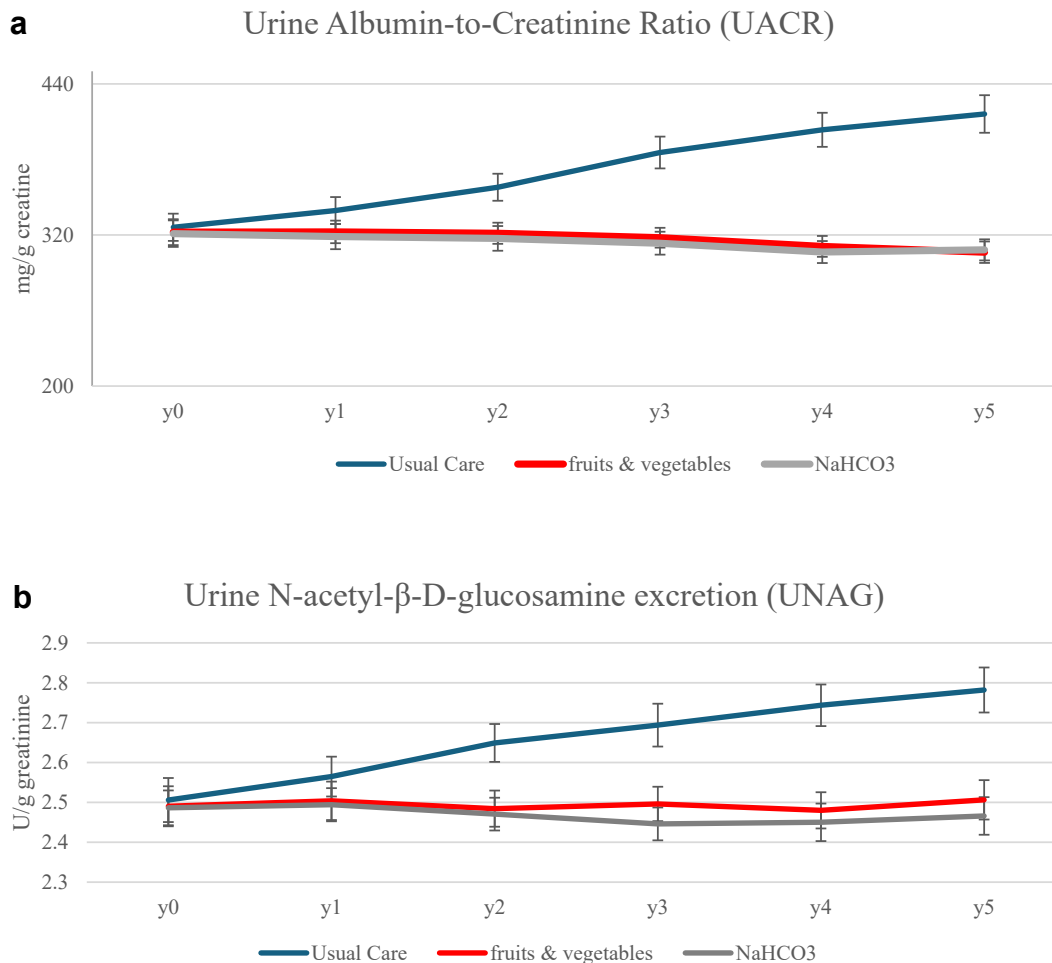 a
Urine Albumin-to-Creatinine Ratio (UACR)
440
320
200
mg/g creatine
y0 y1 y2 y3 y4 y5
Usual Care fruits & vegetables NaHCO3
b
Urine N-acetyl-β-D-glucosamine excretion (UNAG)
2.9
2.8
2.7
2.6
2.5
2.4
2.3
U/g greatinine
y0 y1 y2 y3 y4 y5
Usual Care fruits & vegetables NaHCO3